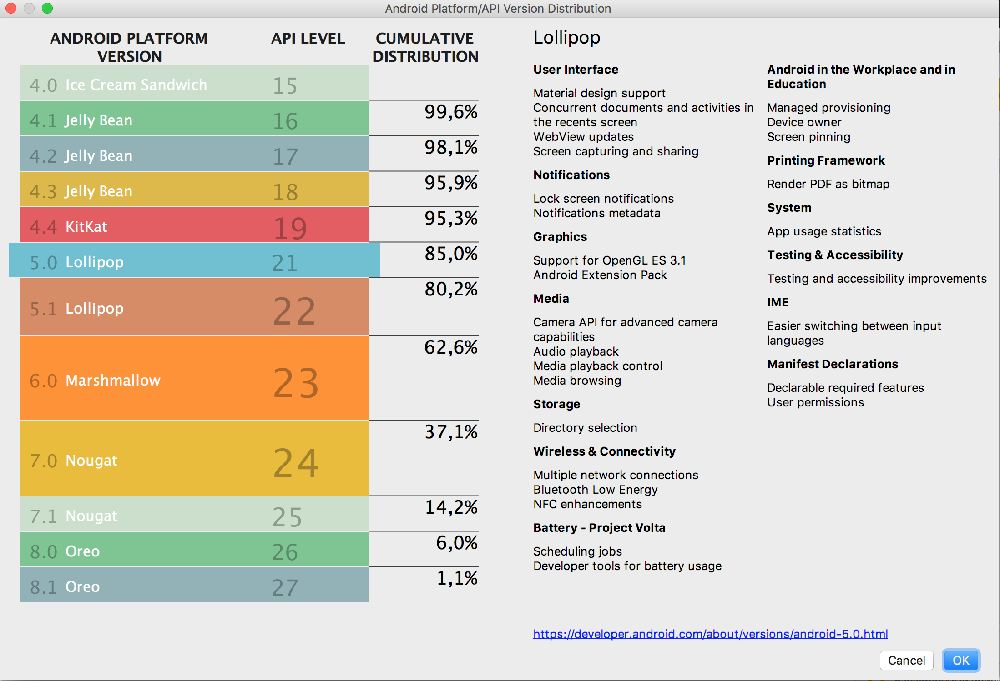 Android Platform/API Version Distribution
ANDROID PLATFORM
VERSION
API LEVEL
CUMULATIVE
DISTRIBUTION
4.0 Ice Cream Sandwich 15
99,6%
4.1 Jelly Bean 16
98,1%
4.2 Jelly Bean 17
95,9%
4.3 Jelly Bean 18
95,3%
4.4 KitKat 19
85,0%
5.0 Lollipop 21
80,2%
5.1 Lollipop 22
62,6%
6.0 Marshmallow 23
37,1%
7.0 Nougat 24
14,2%
7.1 Nougat 25
6,0%
8.0 Oreo 26
1,1%
8.1 Oreo 27
Lollipop
User Interface
Material design support
Concurrent documents and activities in
the recents screen
WebView updates
Screen capturing and sharing
Notifications
Lock screen notifications
Notifications metadata
Graphics
Support for OpenGL ES 3.1
Android Extension Pack
Media
Camera API for advanced camera
capabilities
Audio playback
Media playback control
Media browsing
Storage
Directory selection
Wireless & Connectivity
Multiple network connections
Bluetooth Low Energy
NFC enhancements
Battery - Project Volta
Scheduling jobs
Developer tools for battery usage
Android in the Workplace and in
Education
Managed provisioning
Device owner
Screen pinning
Printing Framework
Render PDF as bitmap
System
App usage statistics
Testing & Accessibility
Testing and accessibility improvements
IME
Easier switching between input
languages
Manifest Declarations
Declarable required features
User permissions
https://developer.android.com/about/versions/android-5.0.html
Cancel
OK